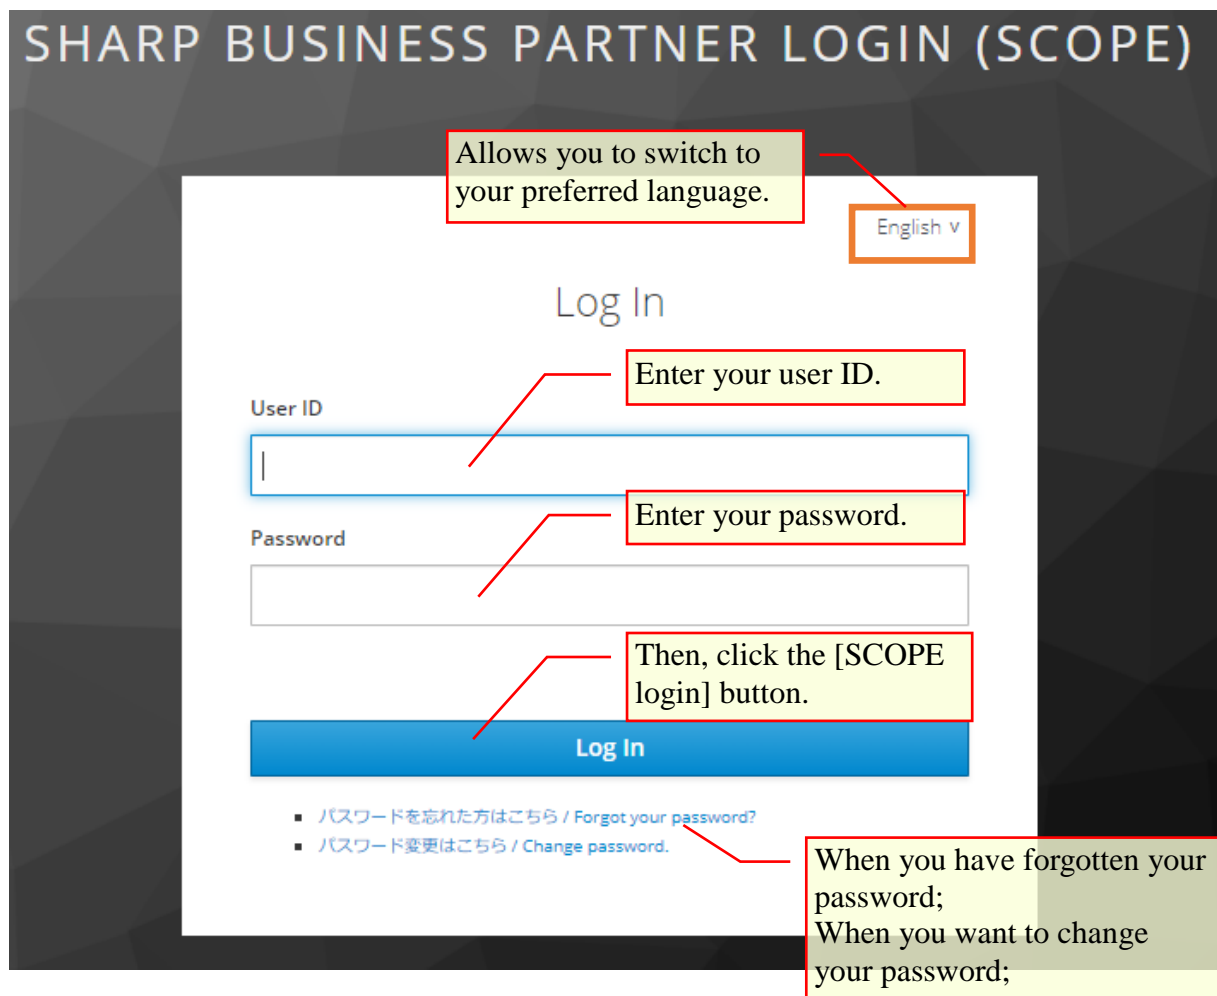 SHARP BUSINESS PARTNER LOGIN (SCOPE)
Allows you to switch to
your preferred language.
English v
Log In
Enter your user ID.
User ID
Enter your password.
Password
Then, click the [SCOPE
login] button.
Log In
▪ パスワードを忘れた方はこちら / Forgot your password?
▪ パスワード変更はこちら / Change password.
When you have forgotten your
password;
When you want to change
your password;